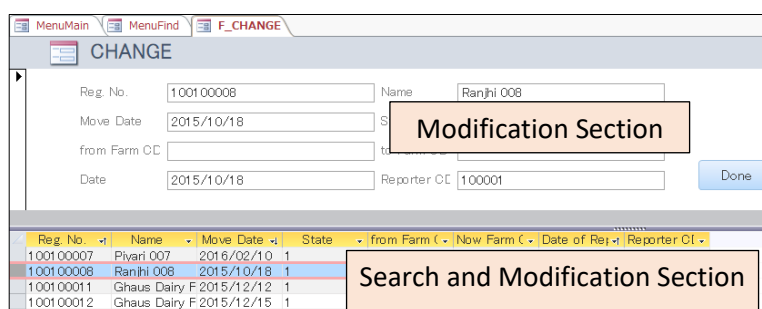 MenuMain MenuFind F_CHANGE
CHANGE
Reg. No. 100100008 Name Ranjhi 008
Move Date 2015/10/18 S
Modification Section
from Farm CD
Date 2015/10/18 Reporter CD 100001 Done
Reg. No. Name Move Date State from Farm ( Now Farm ( Date of Rep Reporter CI
100100007 Piyari 007 2016/02/10 1
100100008 Ranjhi 008 2015/10/18 1
Search and Modification Section
100100011 Ghaus Dairy F 2015/12/12 1
100100012 Ghaus Dairy F 2015/12/15 1